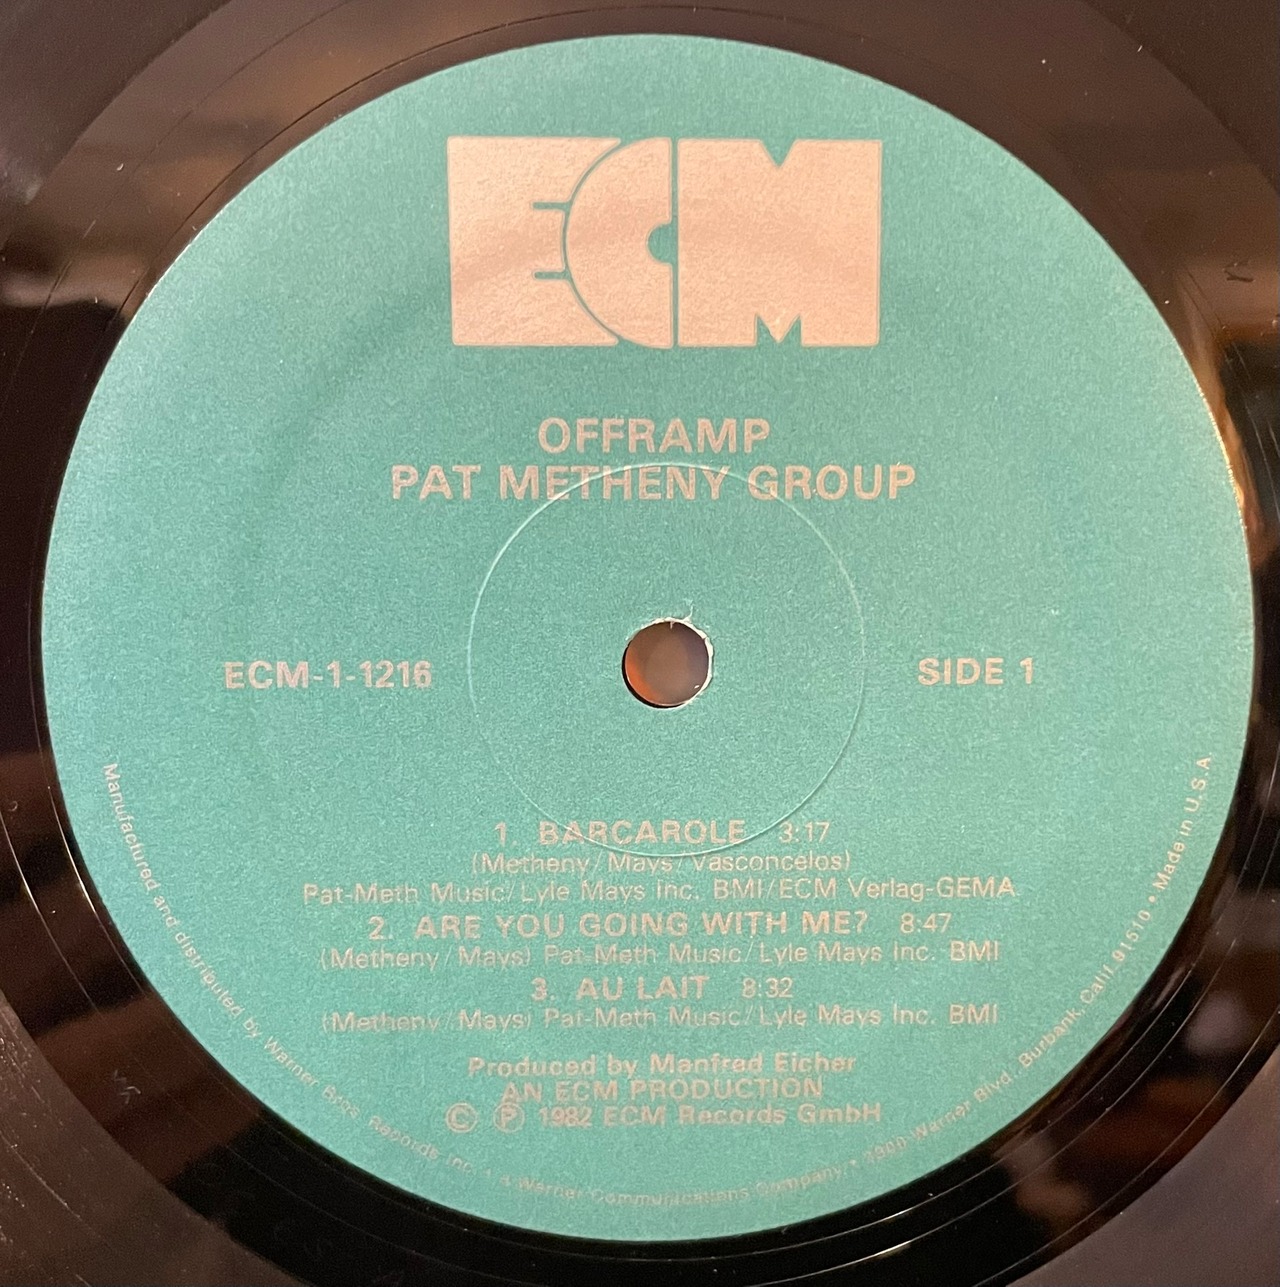 ECM
OFFRAMP
PAT METHENY GROUP
ECM-1-1216
SIDE 1
1. BARCAROLE 3:17
(Metheny/Mays/Vasconcelos)
Pat-Meth Music/Lyle Mays Inc. BMI/ECM Verlag-GEMA
2. ARE YOU GOING WITH ME? 8:47
(Metheny/Mays) Pat-Meth Music/Lyle Mays Inc. BMI
3. AU LAIT 8:32
(Metheny/Mays) Pat-Meth Music/Lyle Mays Inc. BMI
Produced by Manfred Eicher
AN ECM PRODUCTION
© ℗ 1982 ECM Records GmbH
Manufactured and distributed by Warner Bros. Records Inc. • a Warner Communications Company • 3300 Warner Blvd. Burbank, Calif. 91510 • Made in U.S.A.